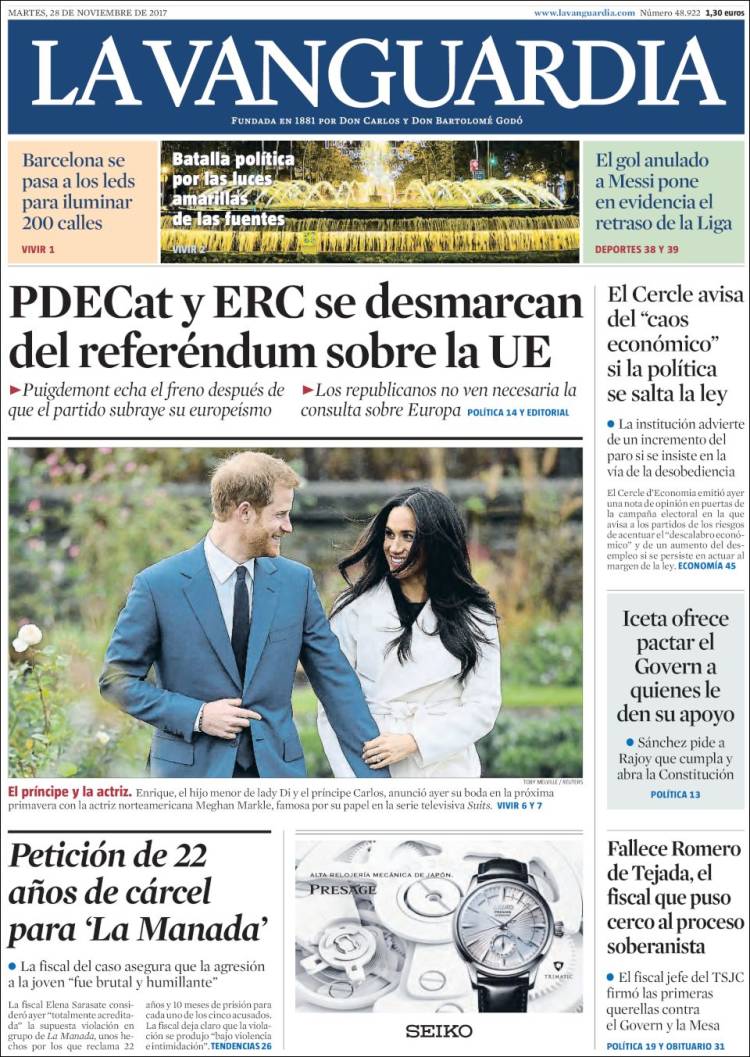 MARTES, 28 DE NOVIEMBRE DE 2017
www.lavanguardia.com Número 48.922 1,30 euros
LA VANGUARDIA
FUNDADA EN 1881 POR DON CARLOS Y DON BARTOLOMÉ GODÓ
Barcelona se
pasa a los leds
para iluminar
200 calles
VIVIR 1
Batalla política
por las luces
amarillas
de las fuentes
VIVIR 2
El gol anulado
a Messi pone
en evidencia el
retraso de la Liga
DEPORTES 38 Y 39
PDECat y ERC se desmarcan
del referéndum sobre la UE
►Puigdemont echa el freno después de
que el partido subraye su europeísmo
►Los republicanos no ven necesaria la
consulta sobre Europa POLÍTICA 14 Y EDITORIAL
TOBY MELVILLE / REUTERS
El príncipe y la actriz. Enrique, el hijo menor de lady Di y el príncipe Carlos, anunció ayer su boda en la próxima
primavera con la actriz norteamericana Meghan Markle, famosa por su papel en la serie televisiva Suits. VIVIR 6 Y 7
El Cercle avisa
del “caos
económico”
si la política
se salta la ley
• La institución advierte
de un incremento del
paro si se insiste en la
vía de la desobediencia
El Cercle d’Economia emitió ayer
una nota de opinión en puertas de
la campaña electoral en la que
avisa a los partidos de los riesgos
de acentuar el “descalabro econó-
mico” y de un aumento del des-
empleo si se persiste en actuar al
margen de la ley. ECONOMÍA 45
Iceta ofrece
pactar el
Govern a
quienes le
den su apoyo
• Sánchez pide a
Rajoy que cumpla y
abra la Constitución
POLÍTICA 13
Petición de 22
años de cárcel
para ‘La Manada’
• La fiscal del caso asegura que la agresión
a la joven “fue brutal y humillante”
La fiscal Elena Sarasate consi-
deró ayer “totalmente acredita-
da” la supuesta violación en
grupo de La Manada, unos he-
chos por los que reclama 22
años y 10 meses de prisión para
cada uno de los cinco acusados.
La fiscal deja claro que la viola-
ción se produjo “bajo violencia
e intimidación”. TENDENCIAS 26
ALTA RELOJERÍA MECÁNICA DE JAPÓN.
PRESAGE
SEIKO
TRIMATIC
SEIKO
Fallece Romero
de Tejada, el
fiscal que puso
cerco al proceso
soberanista
• El fiscal jefe del TSJC
firmó las primeras
querellas contra
el Govern y la Mesa
POLÍTICA 19 Y OBITUARIO 31